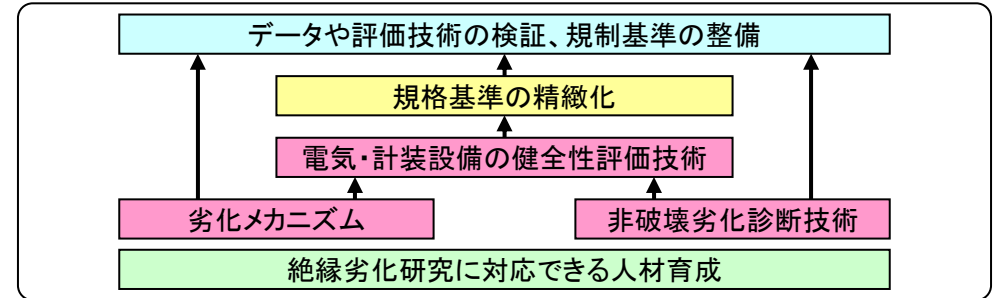 データや評価技術の検証、規制基準の整備
規格基準の精緻化
電気・計装設備の健全性評価技術
劣化メカニズム
非破壊劣化診断技術
絶縁劣化研究に対応できる人材育成